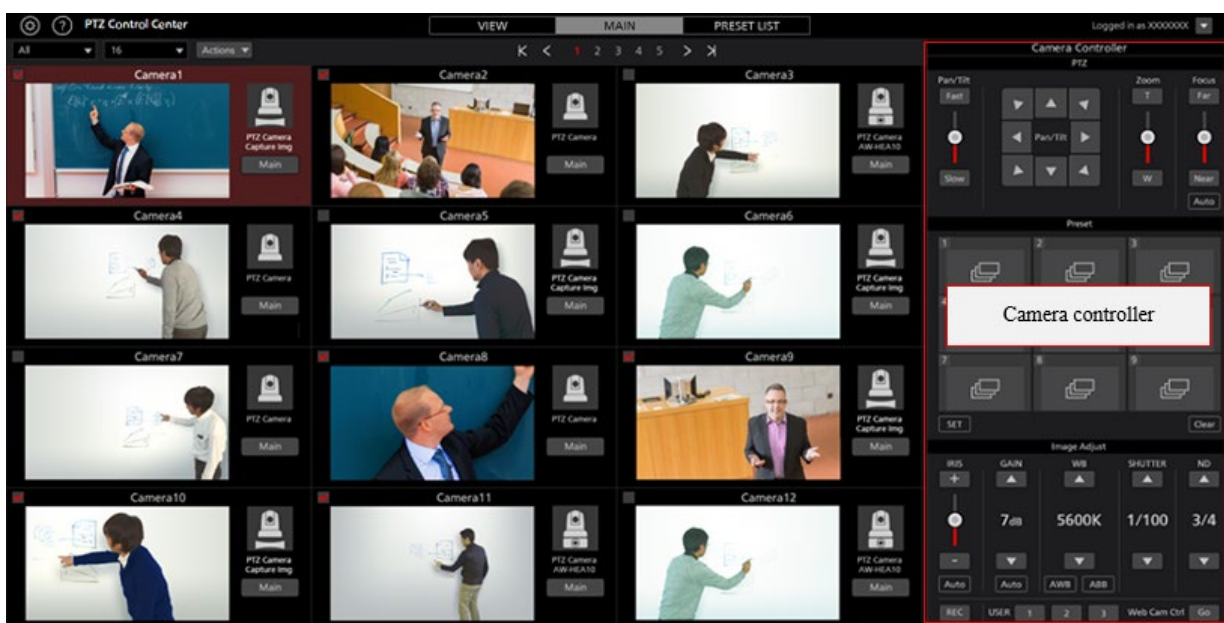 PTZ Control Center
VIEW
MAIN
PRESET LIST
Logged in as XXXXXXX
All
16
Actions
1 2 3 4 5
Camera1
PTZ Camera
Capture Img
Main
Camera2
PTZ Camera
Main
Camera3
PTZ Camera
AW-HEA10
Main
Camera4
PTZ Camera
Main
Camera5
PTZ Camera
Capture Img
Main
Camera6
PTZ Camera
Capture Img
Main
Camera7
PTZ Camera
Main
Camera8
PTZ Camera
Main
Camera9
PTZ Camera
Capture Img
Main
Camera10
PTZ Camera
Capture Img
Main
Camera11
PTZ Camera
AW-HEA10
Main
Camera12
PTZ Camera
AW-HEA10
Main
Camera Controller
PTZ
Pan/Tilt Zoom Focus
Fast T Far
Pan/Tilt
Slow W Near
Auto
Preset
1 2 3
4
Camera controller
7 8 9
SET Clear
Image Adjust
IRIS GAIN WB SHUTTER ND
+
7dB 5600K 1/100 3/4
-
Auto Auto AWB ABB
REC USER 1 2 3 Web Cam Ctrl Go